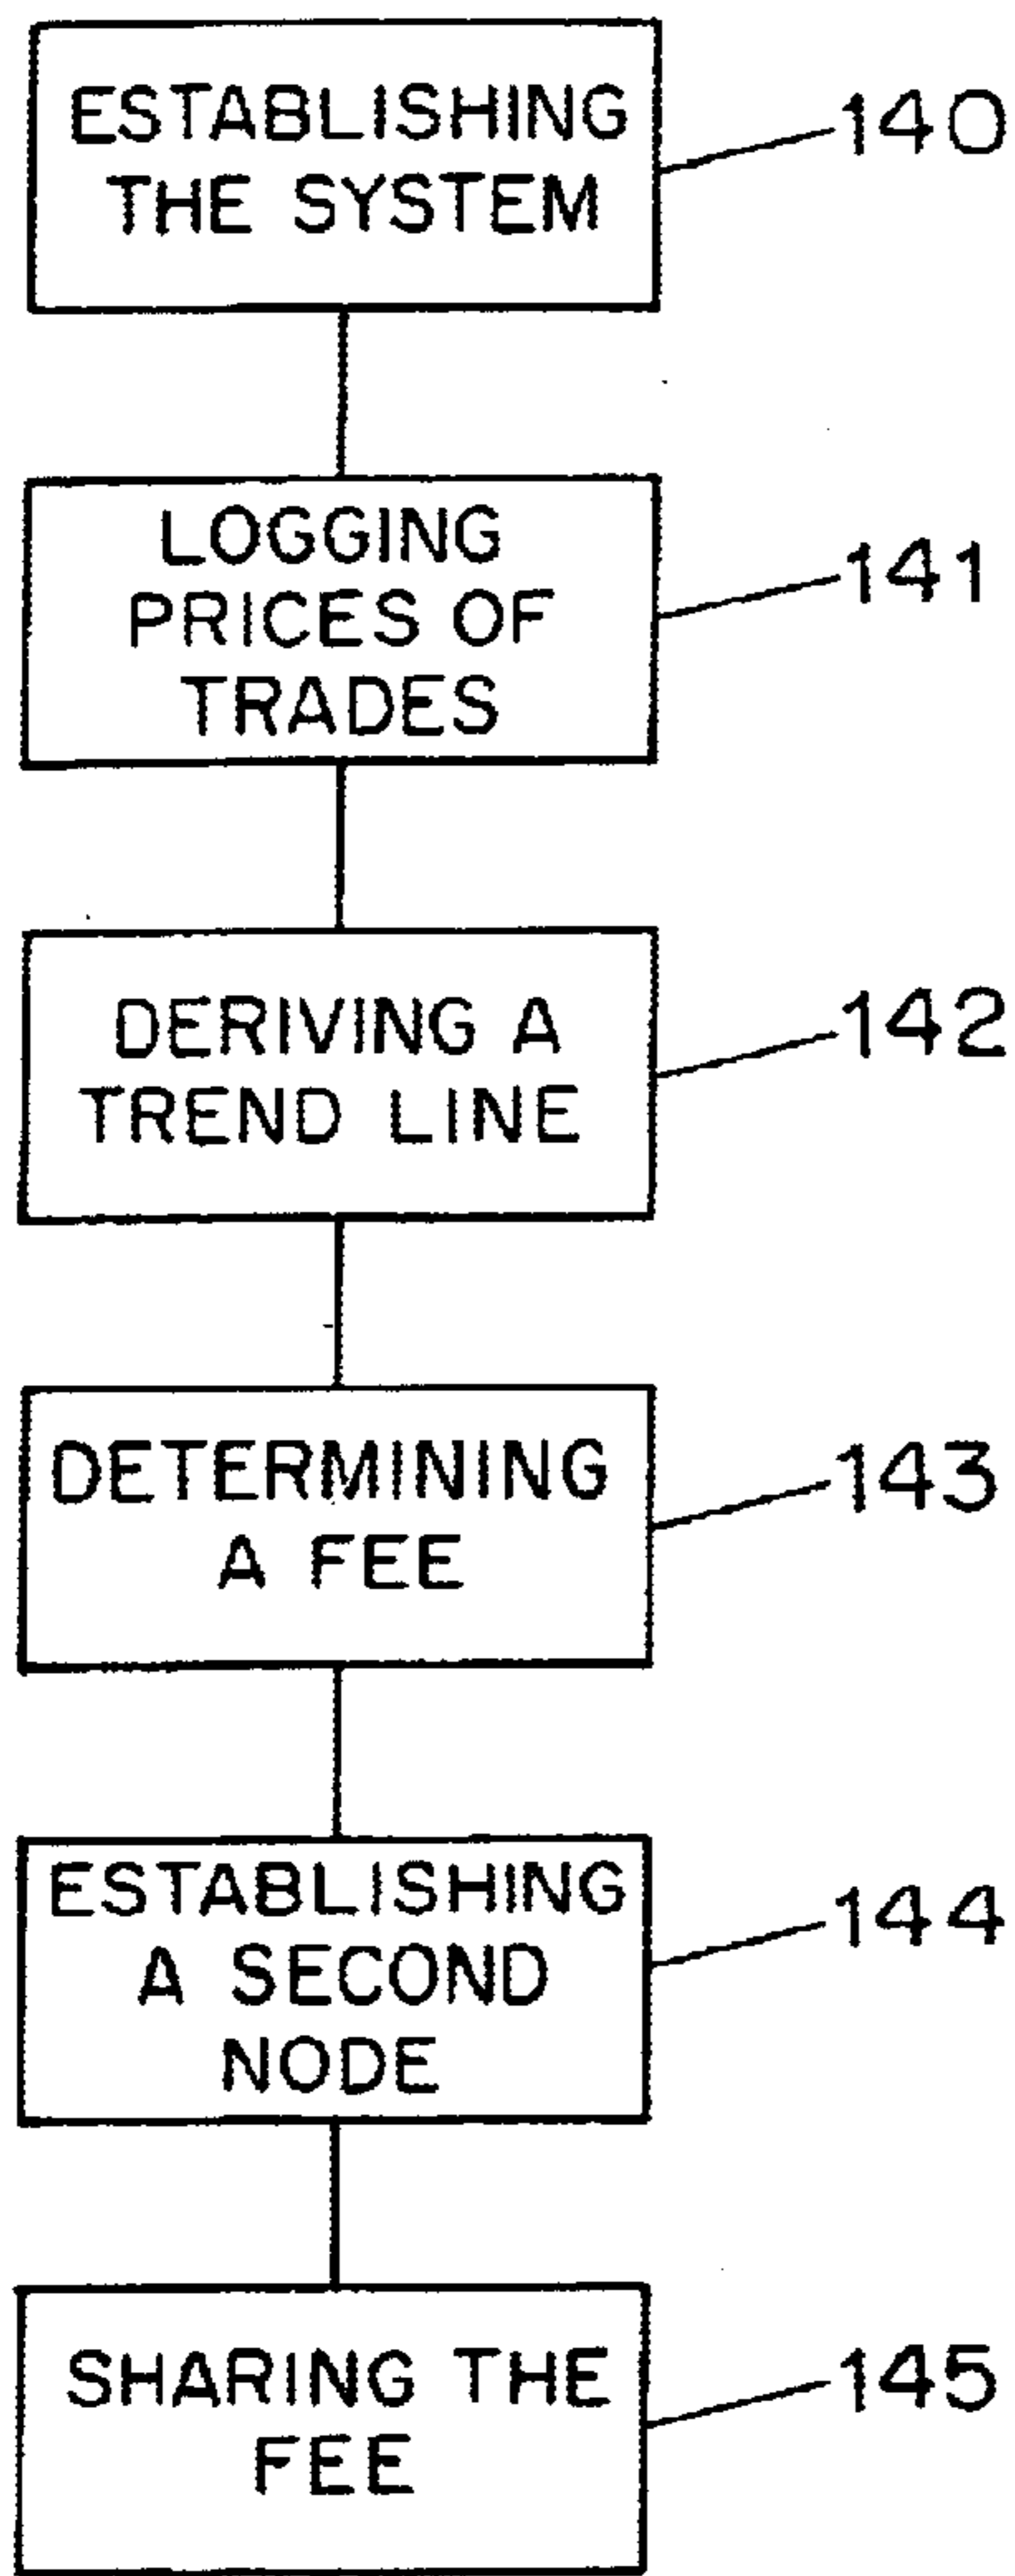 ESTABLISHING
THE SYSTEM
140
LOGGING
PRICES OF
TRADES
141
DERIVING A
TREND LINE
142
DETERMINING
A FEE
143
ESTABLISHING
A SECOND
NODE
144
SHARING THE
FEE
145